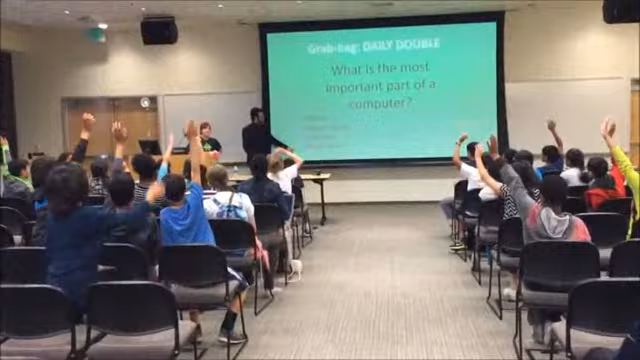 Grab-bag: DAILY DOUBLE
What is the most
important part of a
computer?